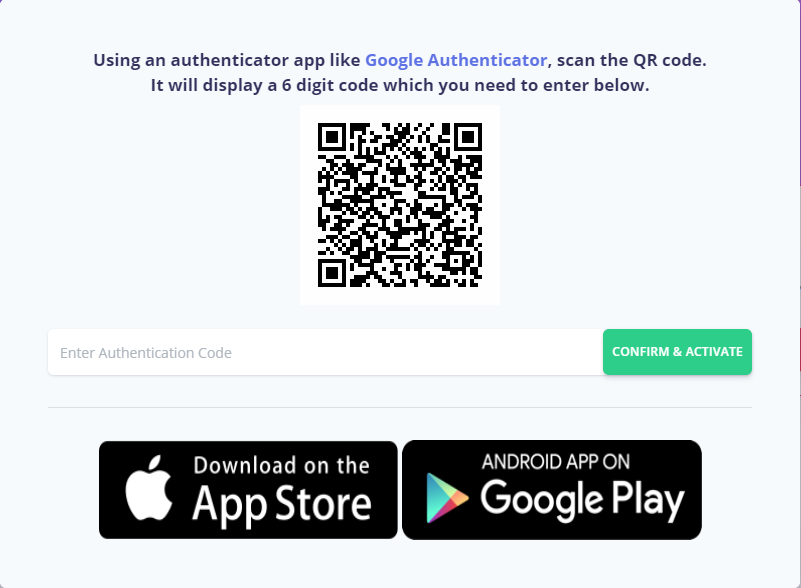 Using an authenticator app like Google Authenticator, scan the QR code.
It will display a 6 digit code which you need to enter below.
Enter Authentication Code
CONFIRM & ACTIVATE
Download on the
App Store
ANDROID APP ON
Google Play